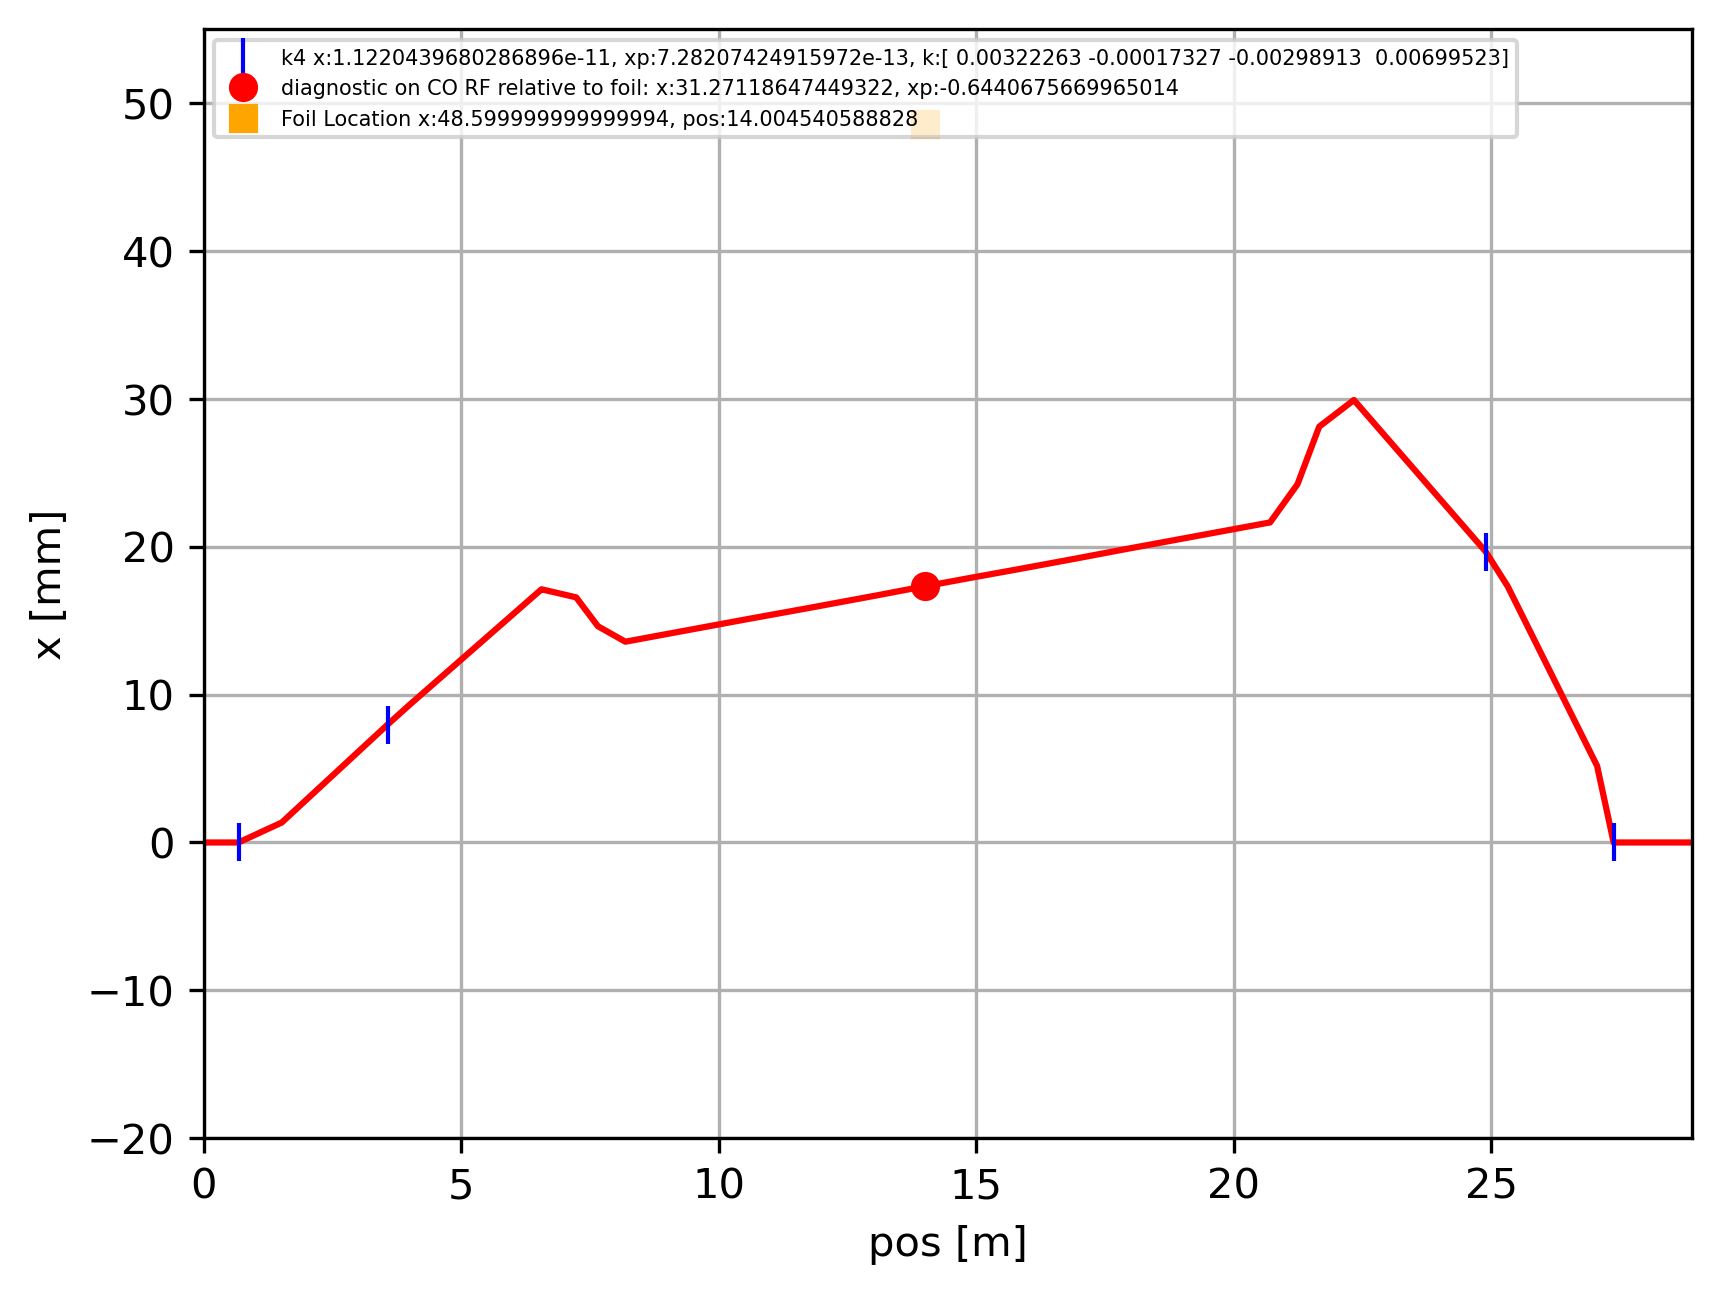 k4 x:1.1220439680286896e-11, xp:7.28207424915972e-13, k:[ 0.00322263 -0.00017327 -0.00298913  0.00699523]
diagnostic on CO RF relative to foil: x:31.27118647449322, xp:-0.6440675669965014
Foil Location x:48.599999999999994, pos:14.004540588828
50
40
30
20
10
0
−10
−20
x [mm]
0 5 10 15 20 25
pos [m]